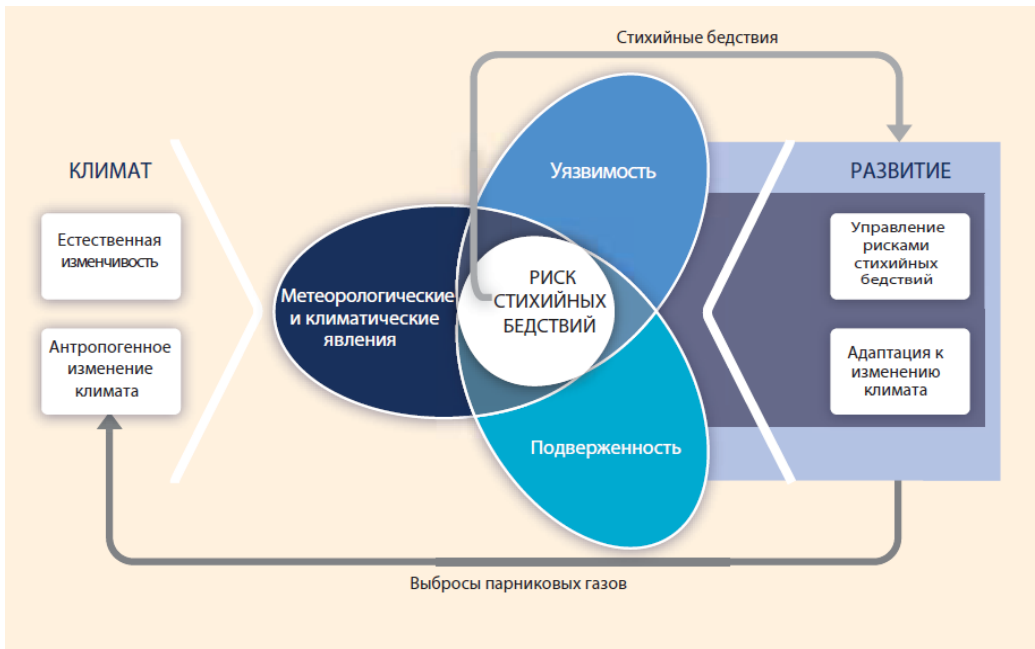 Стихийные бедствия
КЛИМАТ
Естественная
изменчивость
Антропогенное
изменение
климата
Метеорологические
и климатические
явления
Уязвимость
РИСК
СТИХИЙНЫХ
БЕДСТВИЙ
Подверженность
РАЗВИТИЕ
Управление
рисками
стихийных
бедствий
Адаптация к
изменению
климата
Выбросы парниковых газов